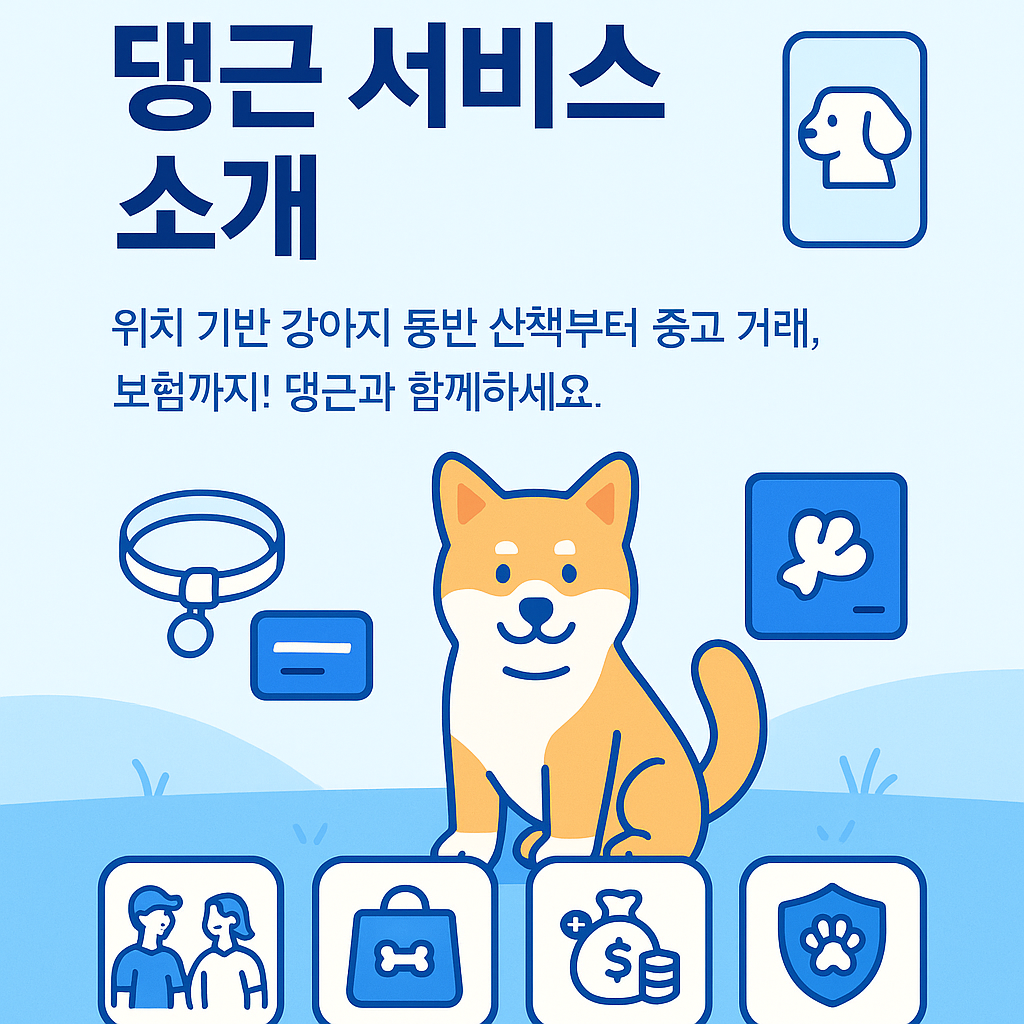 댕근 서비스
소개
위치 기반 강아지 동반 산책부터 중고 거래,
보험까지! 댕근과 함께하세요.
$